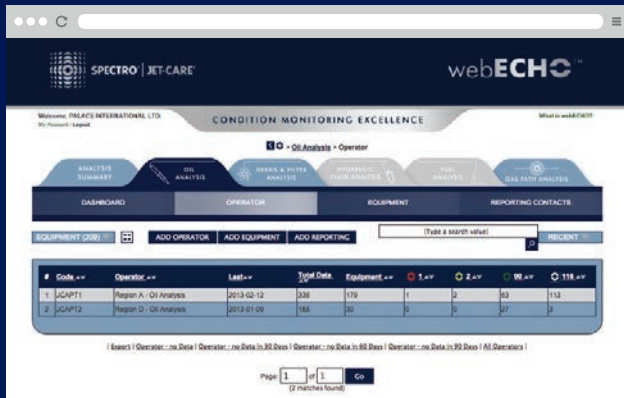 SPECTRO | JET-CARE®
webECHO™
Welcome, PALACE INTERNATIONAL LTD.
My Account / Logout
CONDITION MONITORING EXCELLENCE
What is webECHO?
> Oil Analysis > Operator
ANALYSIS SUMMARY
OIL ANALYSIS
DEBRIS & FILTER ANALYSIS
HYDRAULIC FLUID ANALYSIS
FUEL ANALYSIS
GAS PATH ANALYSIS
DASHBOARD OPERATOR EQUIPMENT REPORTING CONTACTS
EQUIPMENT (209) ADD OPERATOR ADD EQUIPMENT ADD REPORTING [Type a search value] RECENT
# Code Operator Last Total Data Equipment 1 2 90 116
1 JCAPT1 Region A - Oil Analysis 2013-02-12 335 179 1 2 63 113
2 JCAPT2 Region D - Oil Analysis 2013-01-09 30 0 0 27 3
| Export | Operator - no Data | Operator - no Data in 30 Days | Operator - no Data in 60 Days | Operator - no Data in 90 Days | All Operators |
Page: 1 of 1 Go
(2 matches found)